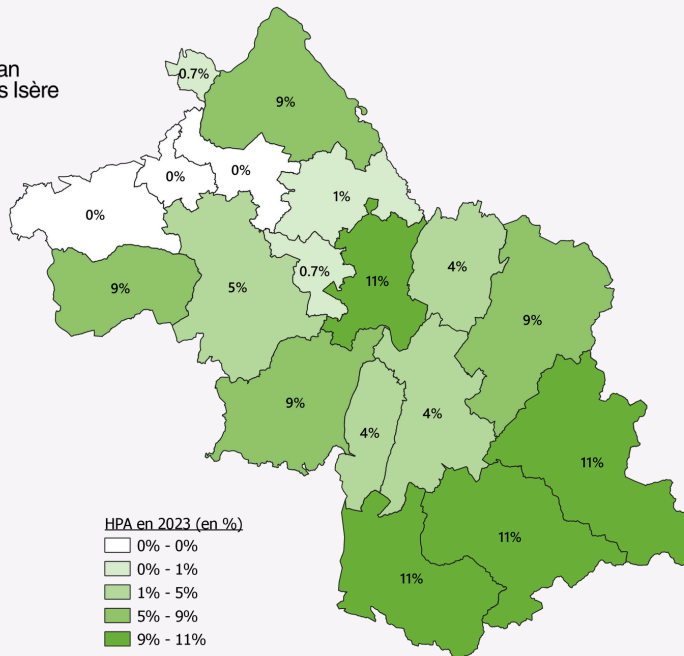 an
s Isère
0.7%
9%
0%
0%
0%
1%
9%
5%
0.7%
11%
4%
9%
9%
4%
4%
11%
11%
11%
HPA en 2023 (en %)
0% - 0%
0% - 1%
1% - 5%
5% - 9%
9% - 11%